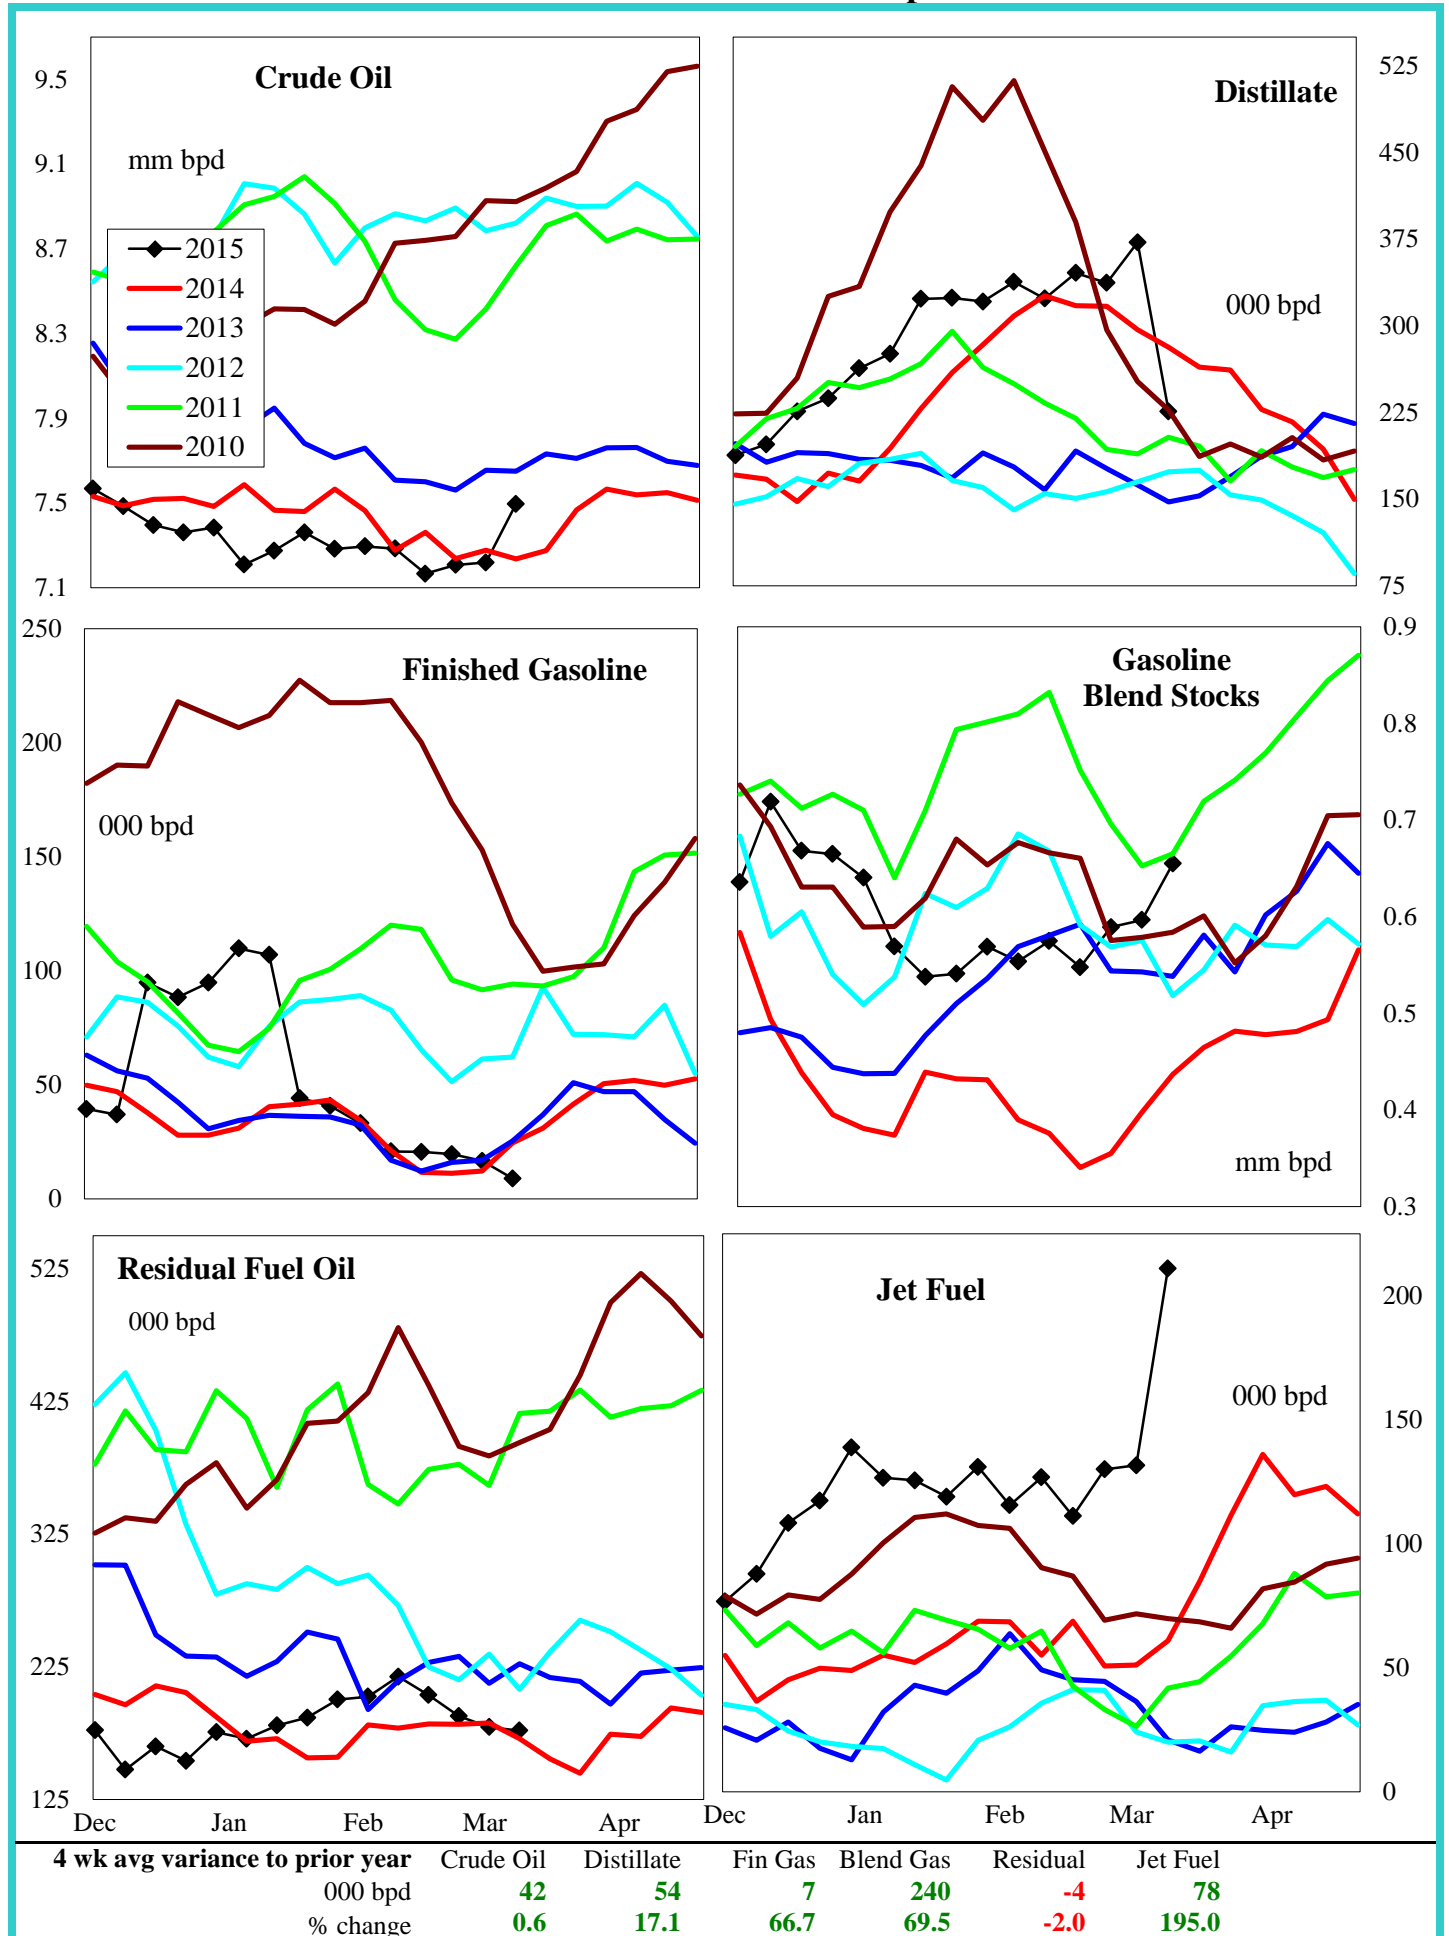 Crude Oil
mm bpd
9.5
9.1
8.7
8.3
7.9
7.5
7.1
2015
2014
2013
2012
2011
2010
Distillate
000 bpd
525
450
375
300
225
150
75
Finished Gasoline
000 bpd
250
200
150
100
50
0
Gasoline
Blend Stocks
mm bpd
0.9
0.8
0.7
0.6
0.5
0.4
0.3
Residual Fuel Oil
000 bpd
525
425
325
225
125
Dec Jan Feb Mar Apr
Jet Fuel
000 bpd
200
150
100
50
0
Dec Jan Feb Mar Apr
4 wk avg variance to prior year Crude Oil Distillate Fin Gas Blend Gas Residual Jet Fuel
000 bpd 42 54 7 240 -4 78
% change 0.6 17.1 66.7 69.5 -2.0 195.0